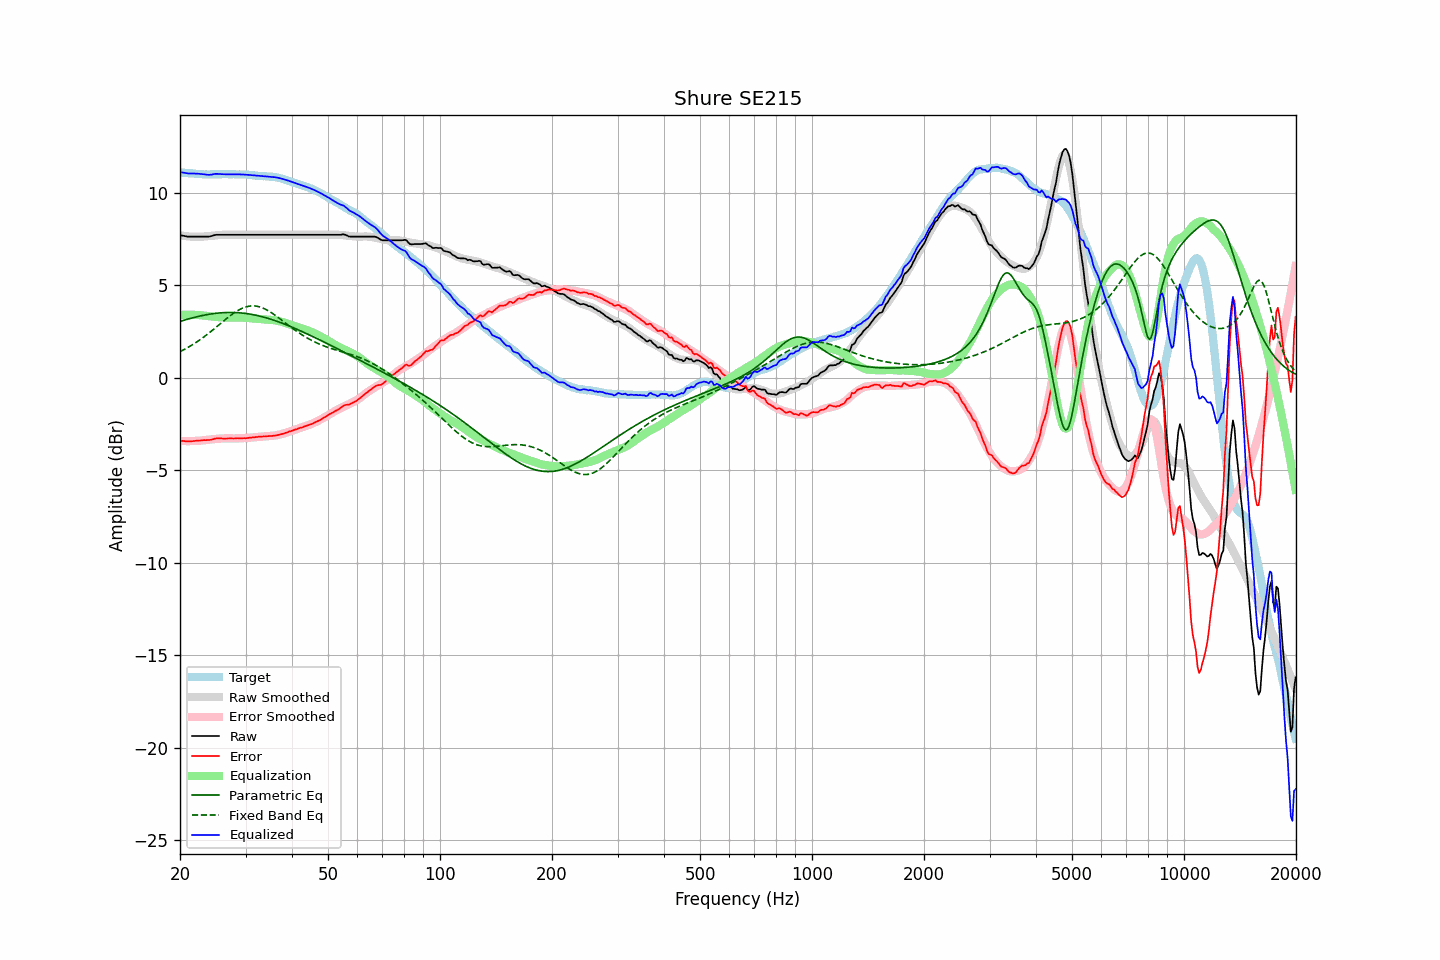 Shure SE215
Amplitude (dBr)
10
5
0
−5
−10
−15
−20
−25
Target
Raw Smoothed
Error Smoothed
Raw
Error
Equalization
Parametric Eq
Fixed Band Eq
Equalized
20 50 100 200 500 1000 2000 5000 10000 20000
Frequency (Hz)